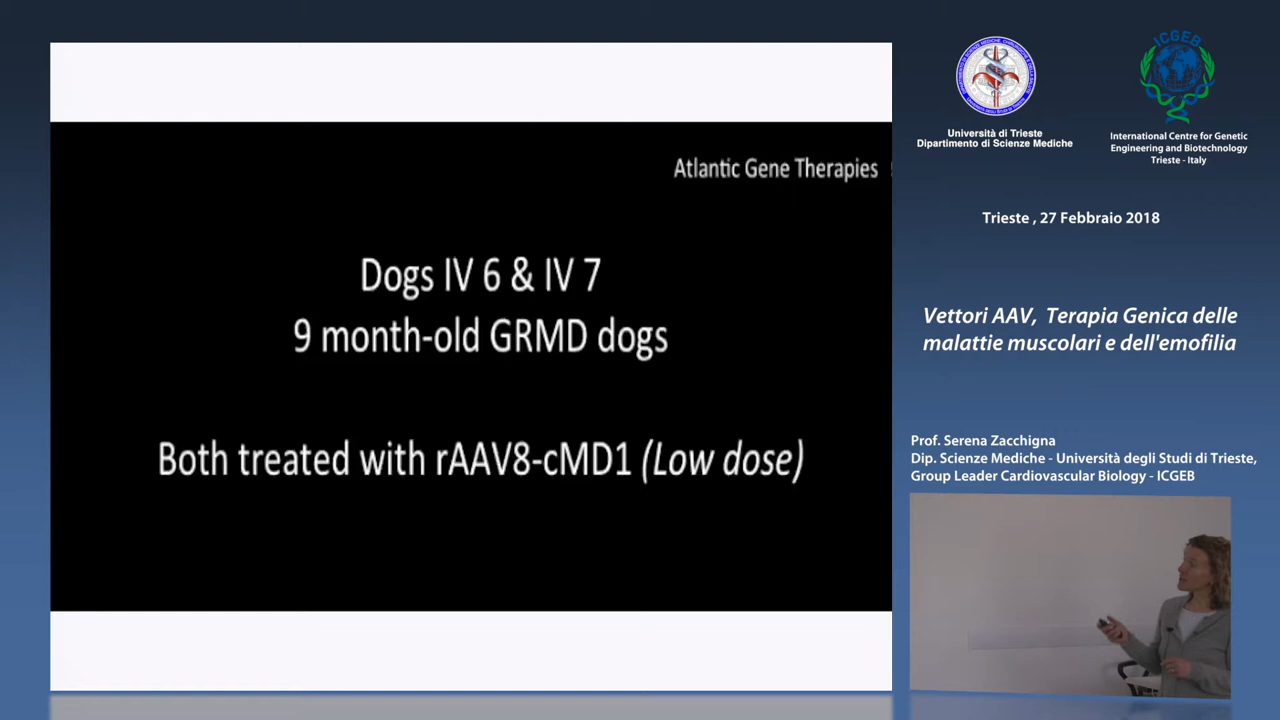 Atlantic Gene Therapies
Dogs IV 6 & IV 7
9 month-old GRMD dogs
Both treated with rAAV8-cMD1 (Low dose)
Università di Trieste
Dipartimento di Scienze Mediche
ICGEB
International Centre for Genetic
Engineering and Biotechnology
Trieste - Italy
Trieste , 27 Febbraio 2018
Vettori AAV, Terapia Genica delle
malattie muscolari e dell'emofilia
Prof. Serena Zacchigna
Dip. Scienze Mediche - Università degli Studi di Trieste,
Group Leader Cardiovascular Biology - ICGEB